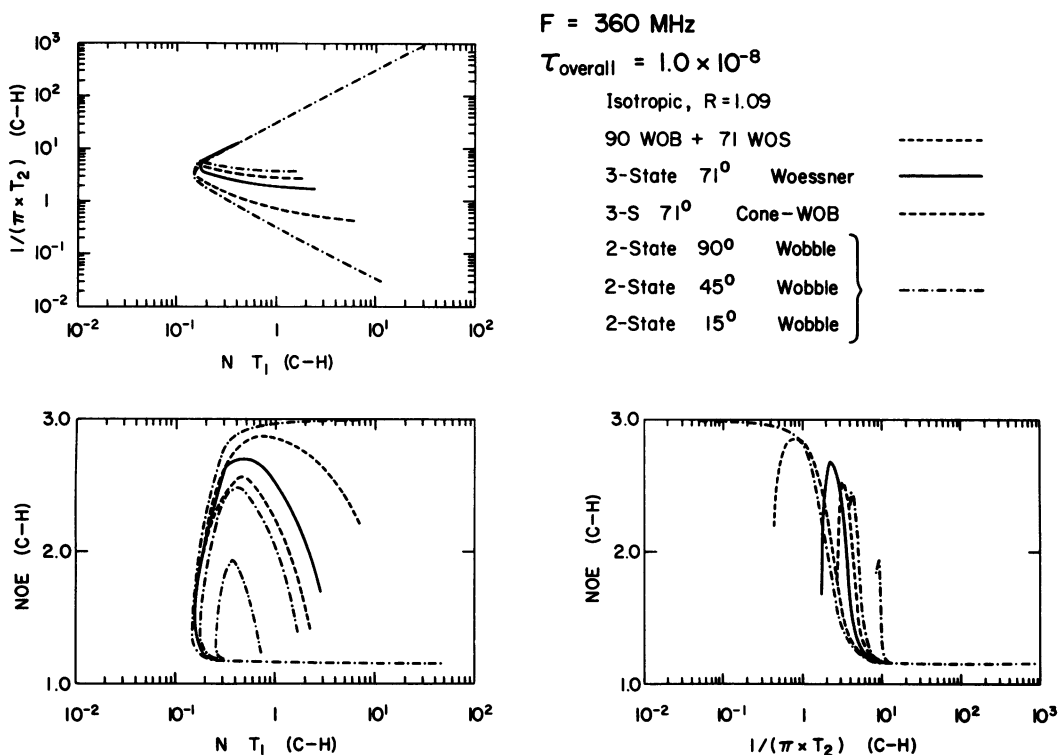 F = 360 MHz
τoverall = 1.0 × 10⁻⁸
Isotropic, R = 1.09
90 WOB + 71 WOS
3-State 71° Woessner
3-S 71° Cone-WOB
2-State 90° Wobble
2-State 45° Wobble
2-State 15° Wobble
1/(π × T₂) (C-H)
10³
10²
10¹
1
10⁻¹
10⁻²
10⁻² 10⁻¹ 1 10¹ 10²
N T₁ (C-H)
NOE (C-H)
3.0
2.0
1.0
10⁻² 10⁻¹ 1 10¹ 10²
N T₁ (C-H)
NOE (C-H)
3.0
2.0
1.0
10⁻² 10⁻¹ 1 10¹ 10² 10³
1/(π × T₂) (C-H)